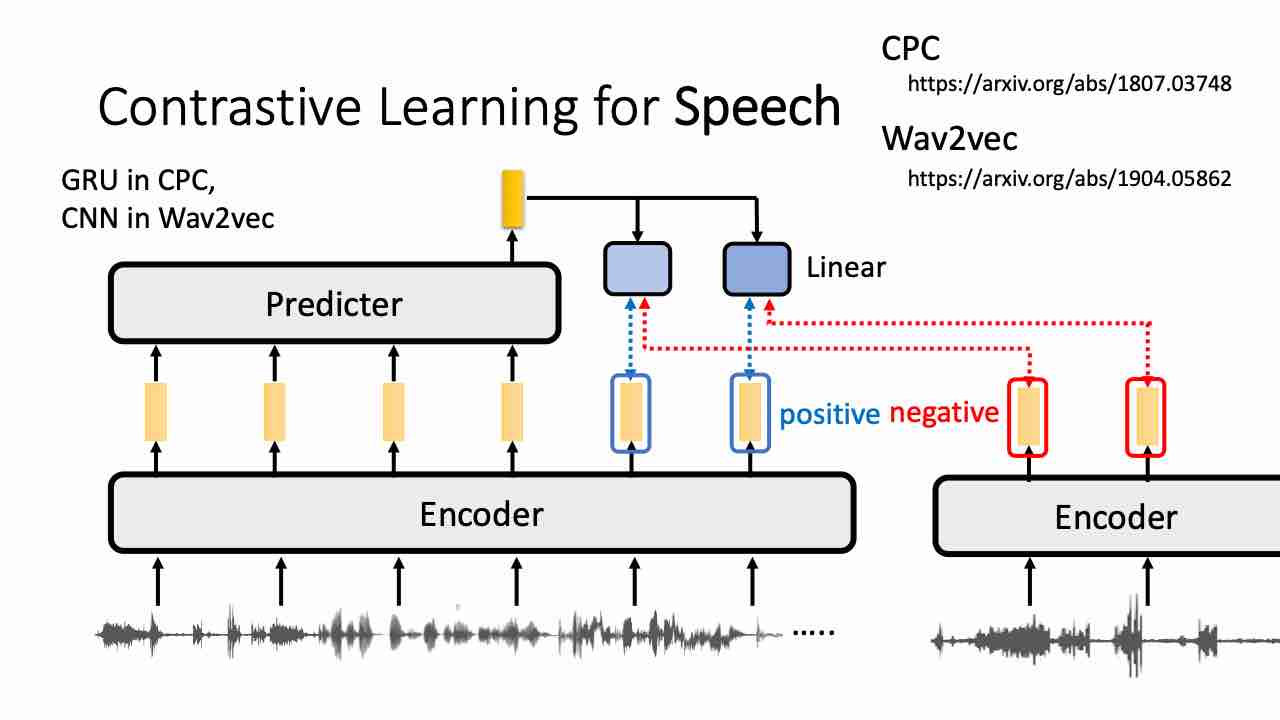 CPC
https://arxiv.org/abs/1807.03748
Contrastive Learning for Speech
Wav2vec
https://arxiv.org/abs/1904.05862
GRU in CPC,
CNN in Wav2vec
Linear
Predicter
positive negative
Encoder
Encoder
.....